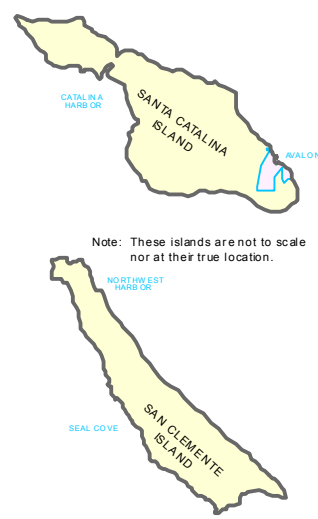 CATALINA
HARBOR
SANTA CATALINA
ISLAND
AVALON
Note: These islands are not to scale
nor at their true location.
NORTHWEST
HARBOR
SEAL COVE
SAN CLEMENTE
ISLAND